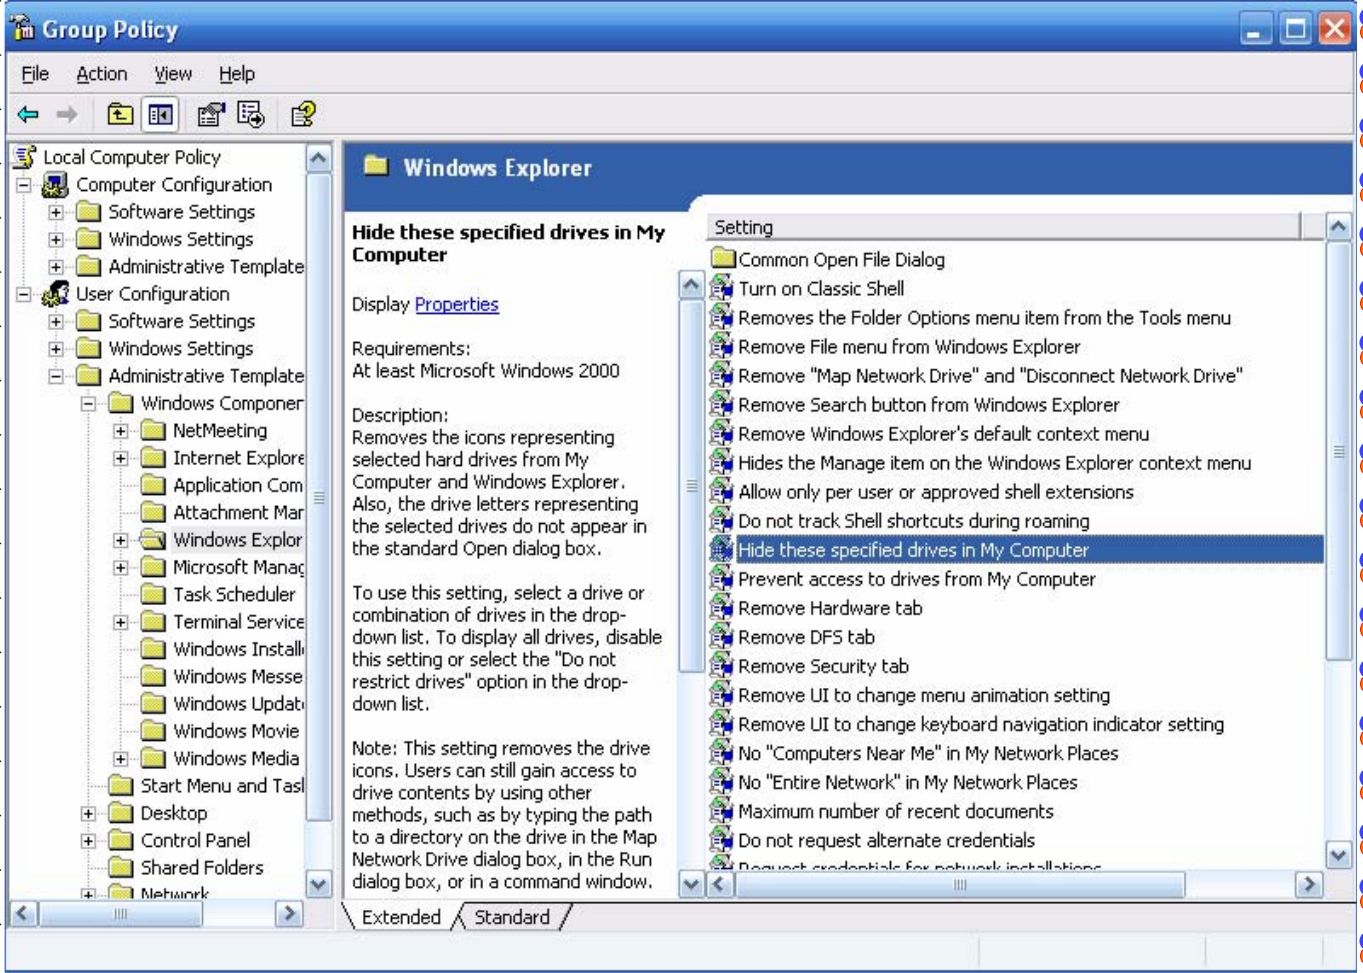 Group Policy
File Action View Help
Local Computer Policy
Computer Configuration
Software Settings
Windows Settings
Administrative Template
User Configuration
Software Settings
Windows Settings
Administrative Template
Windows Componer
NetMeeting
Internet Explore
Application Com
Attachment Mar
Windows Explor
Microsoft Manag
Task Scheduler
Terminal Service
Windows Installe
Windows Messe
Windows Update
Windows Movie
Windows Media
Start Menu and Task
Desktop
Control Panel
Shared Folders
Network
Windows Explorer
Hide these specified drives in My
Computer
Display Properties
Requirements:
At least Microsoft Windows 2000
Description:
Removes the icons representing
selected hard drives from My
Computer and Windows Explorer.
Also, the drive letters representing
the selected drives do not appear in
the standard Open dialog box.
To use this setting, select a drive or
combination of drives in the drop-
down list. To display all drives, disable
this setting or select the "Do not
restrict drives" option in the drop-
down list.
Note: This setting removes the drive
icons. Users can still gain access to
drive contents by using other
methods, such as by typing the path
to a directory on the drive in the Map
Network Drive dialog box, in the Run
dialog box, or in a command window.
Setting
Common Open File Dialog
Turn on Classic Shell
Removes the Folder Options menu item from the Tools menu
Remove File menu from Windows Explorer
Remove "Map Network Drive" and "Disconnect Network Drive"
Remove Search button from Windows Explorer
Remove Windows Explorer's default context menu
Hides the Manage item on the Windows Explorer context menu
Allow only per user or approved shell extensions
Do not track Shell shortcuts during roaming
Hide these specified drives in My Computer
Prevent access to drives from My Computer
Remove Hardware tab
Remove DFS tab
Remove Security tab
Remove UI to change menu animation setting
Remove UI to change keyboard navigation indicator setting
No "Computers Near Me" in My Network Places
No "Entire Network" in My Network Places
Maximum number of recent documents
Do not request alternate credentials
Request credentials for network installations
Extended Standard